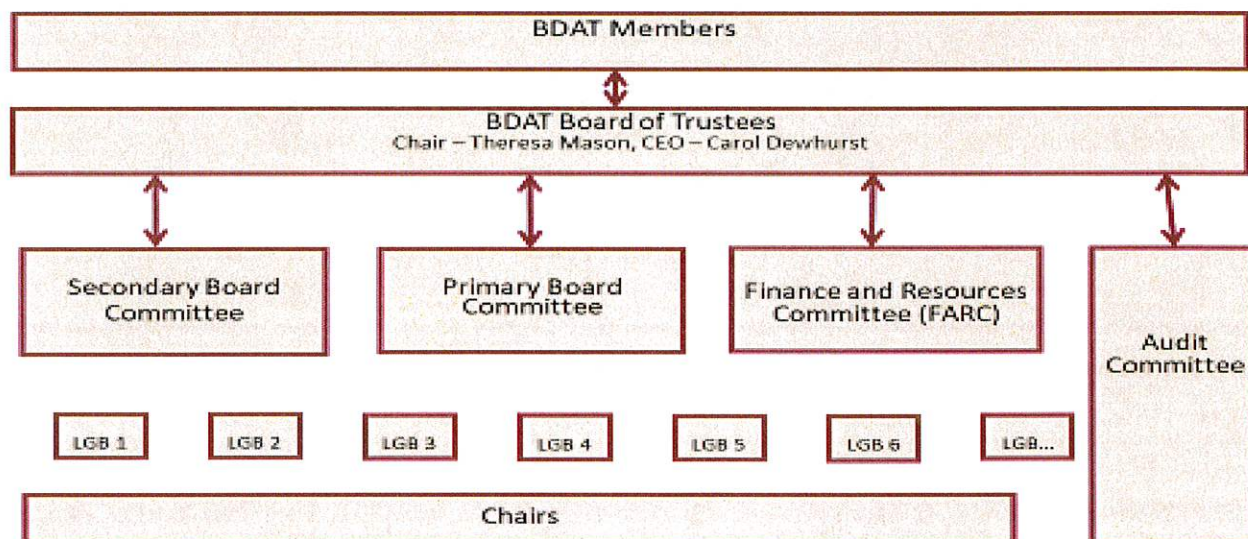 BDAT Members
BDAT Board of Trustees
Chair – Theresa Mason, CEO – Carol Dewhurst
Secondary Board
Committee
Primary Board
Committee
Finance and Resources
Committee (FARC)
Audit
Committee
LGB 1
LGB 2
LGB 3
LGB 4
LGB 5
LGB 6
LGB...
Chairs